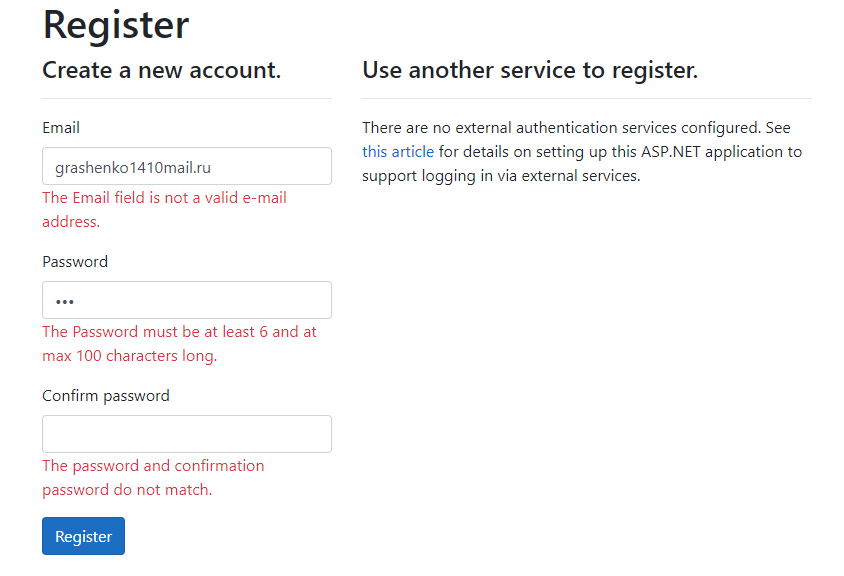 Register
Create a new account.
Email
grashenko1410mail.ru
The Email field is not a valid e-mail
address.
Password
•••
The Password must be at least 6 and at
max 100 characters long.
Confirm password
The password and confirmation
password do not match.
Register
Use another service to register.
There are no external authentication services configured. See
this article for details on setting up this ASP.NET application to
support logging in via external services.